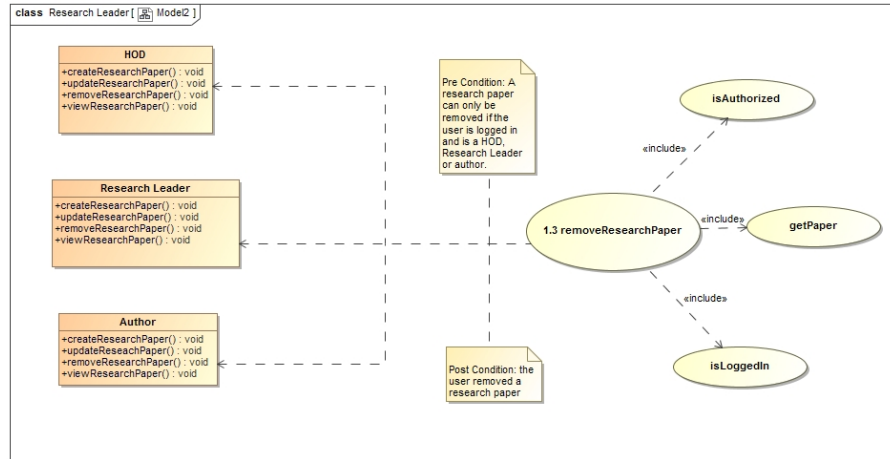 class Research Leader [ Model2 ]
HOD
+createResearchPaper() : void
+updateResearchPaper() : void
+removeResearchPaper() : void
+viewResearchPaper() : void
Research Leader
+createResearchPaper() : void
+updateResearchPaper() : void
+removeResearchPaper() : void
+viewResearchPaper() : void
Author
+createResearchPaper() : void
+updateResearchPaper() : void
+removeResearchPaper() : void
+viewResearchPaper() : void
Pre Condition: A
research paper
can only be
removed if the
user is logged in
and is a HOD,
Research Leader
or author.
Post Condition: the
user removed a
research paper
1.3 removeResearchPaper
«include»
isAuthorized
«include»
getPaper
«include»
isLoggedIn